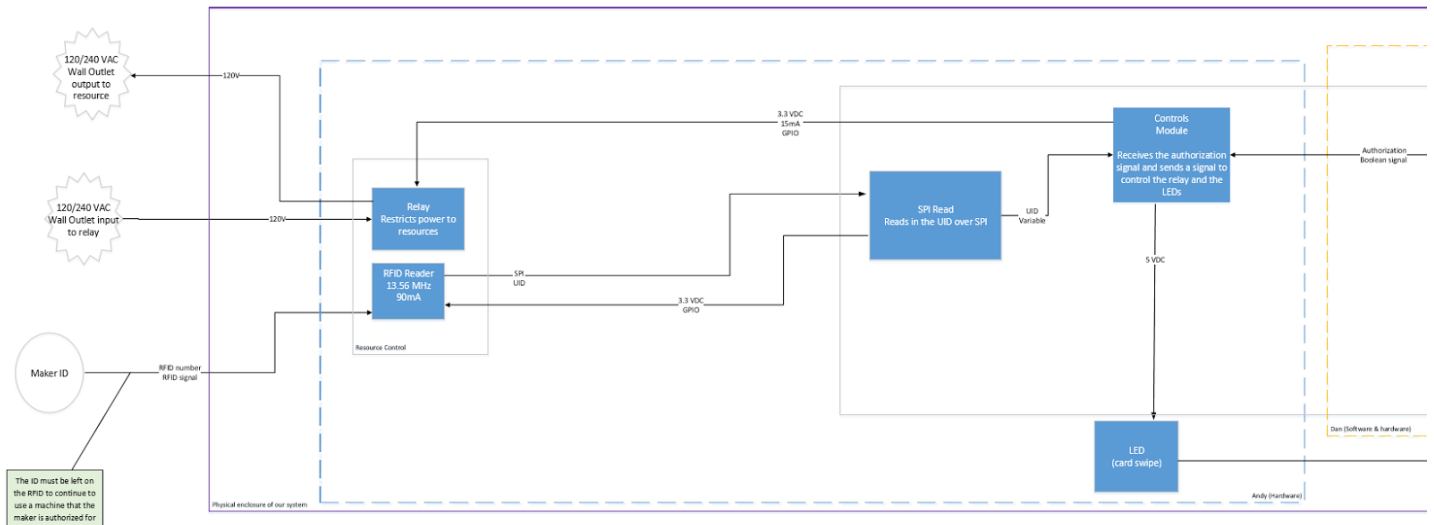 120/240 VAC
Wall Outlet
output to
resource
120V
3.3 VDC
15mA
GPIO
Controls
Module
Receives the authorization
signal and sends a signal to
control the relay and the
LEDs
Authorization
Boolean signal
120/240 VAC
Wall Outlet input
to relay
120V
Relay
Restricts power to
resources
SPI Read
Reads in the UID over SPI
UID
Variable
RFID Reader
13.56 MHz
90mA
SPI
UID
5 VDC
3.3 VDC
GPIO
Resource Control
Maker ID
RFID number
RFID signal
Dan (Software & hardware)
LED
(card swipe)
The ID must be left on
the RFID to continue to
use a machine that the
maker is authorized for
Physical enclosure of our system
Andy (Hardware)